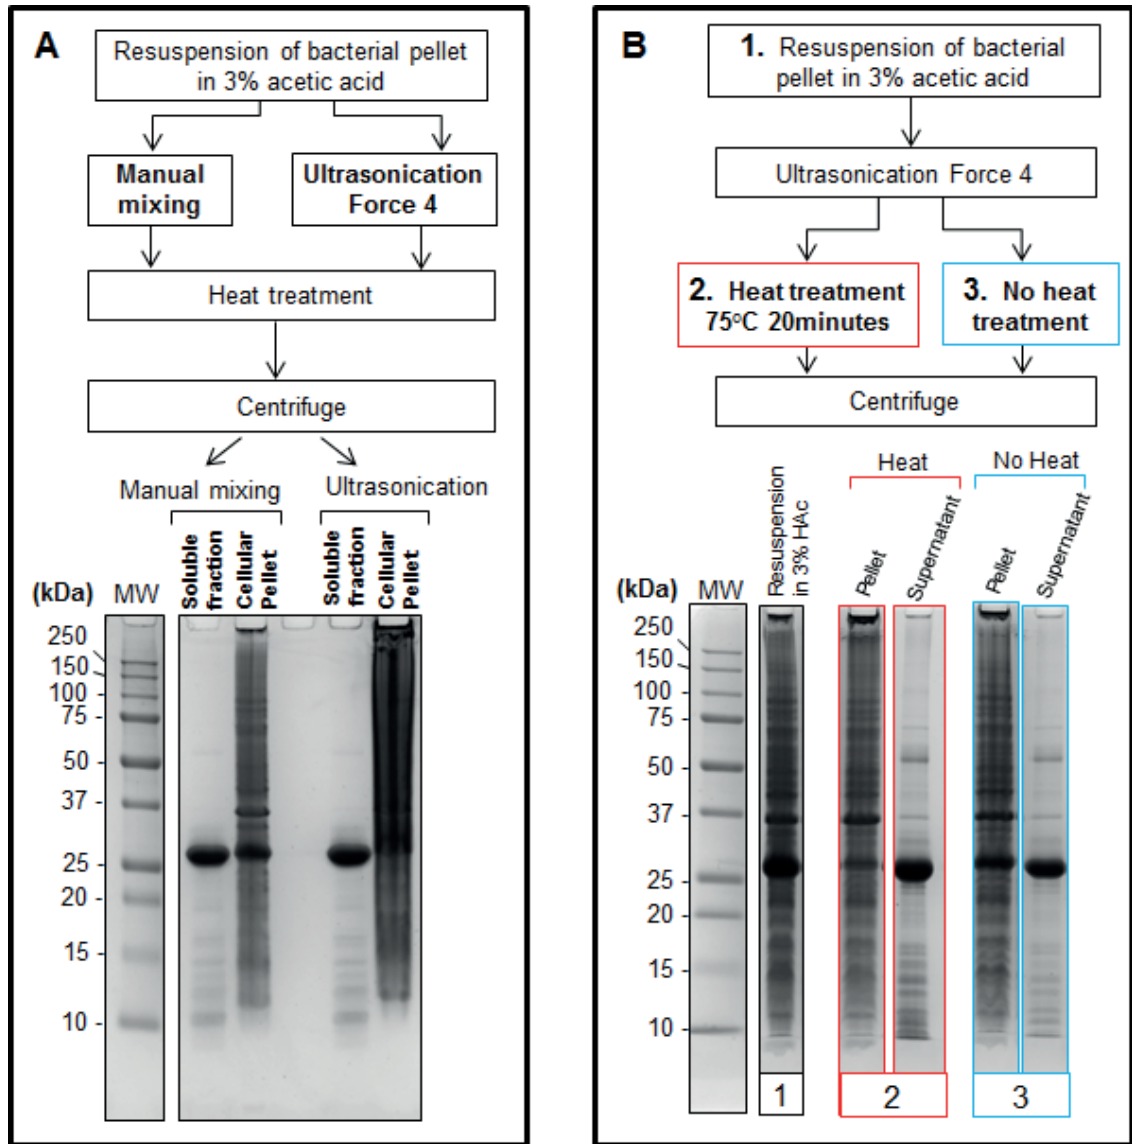 A
Resuspension of bacterial pellet
in 3% acetic acid
Manual
mixing
Ultrasonication
Force 4
Heat treatment
Centrifuge
Manual mixing
Ultrasonication
Soluble
fraction
Cellular
Pellet
Soluble
fraction
Cellular
Pellet
(kDa)
MW
250
150
100 -
75 -
50 -
37 -
25 -
20 -
15 -
10 -
B
1. Resuspension of bacterial
pellet in 3% acetic acid
Ultrasonication Force 4
2. Heat treatment
75°C 20minutes
3. No heat
treatment
Centrifuge
Heat
No Heat
Resuspension
in 3% HAc
Pellet
Supernatant
Pellet
Supernatant
(kDa)
MW
250
150
100 -
75 -
50 -
37 -
25 -
20 -
15 -
10 -
1
2
3